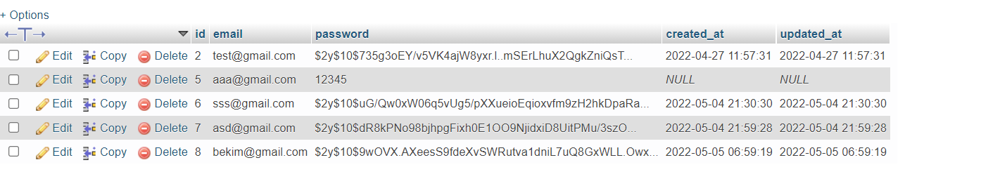 + Options
id email password created_at updated_at
Edit Copy Delete 2 test@gmail.com $2y$10$735g3oEY/v5VK4ajW8yxr.I..mSErLhuX2QgkZniQsT... 2022-04-27 11:57:31 2022-04-27 11:57:31
Edit Copy Delete 5 aaa@gmail.com 12345 NULL NULL
Edit Copy Delete 6 sss@gmail.com $2y$10$uG/Qw0xW06q5vUg5/pXXueioEqioxvfm9zH2hkDpaRa... 2022-05-04 21:30:30 2022-05-04 21:30:30
Edit Copy Delete 7 asd@gmail.com $2y$10$dR8kPNo98bjhpgFixh0E1OO9NjidxiD8UitPMu/3szO... 2022-05-04 21:59:28 2022-05-04 21:59:28
Edit Copy Delete 8 bekim@gmail.com $2y$10$9wOVX.AXeesS9fdeXvSWRutva1dniL7uQ8GxWLL.Owx... 2022-05-05 06:59:19 2022-05-05 06:59:19